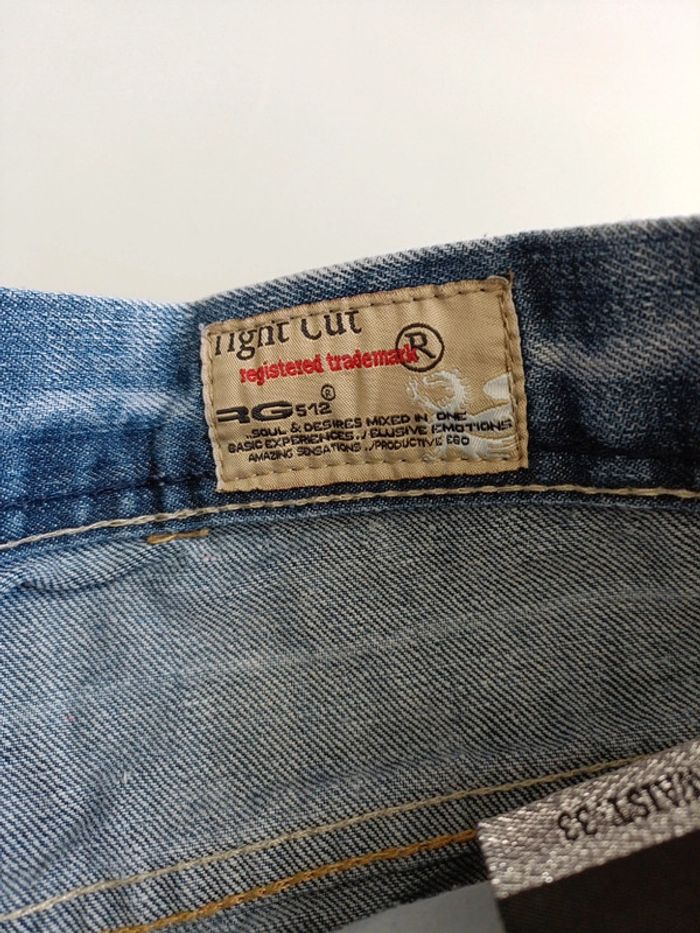 Tight Cut
registered trademark ®
RG512®
..SOUL & DESIRES MIXED IN ONE
BASIC EXPERIENCES../ELUSIVE EMOTIONS
AMAZING SENSATIONS../PRODUCTIVE EGO
WAIST:33